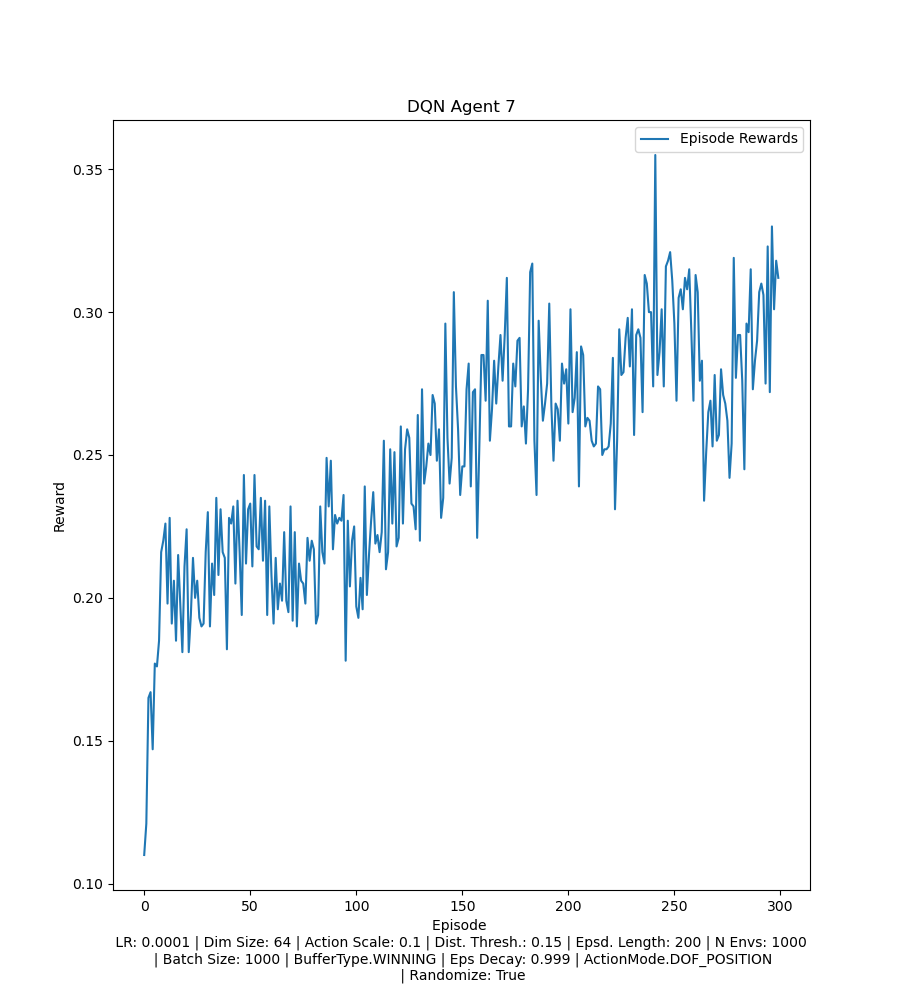 DQN Agent 7
Episode Rewards
0.35
0.30
0.25
0.20
0.15
0.10
Reward
0 50 100 150 200 250 300
Episode
LR: 0.0001 | Dim Size: 64 | Action Scale: 0.1 | Dist. Thresh.: 0.15 | Epsd. Length: 200 | N Envs: 1000
| Batch Size: 1000 | BufferType.WINNING | Eps Decay: 0.999 | ActionMode.DOF_POSITION
| Randomize: True